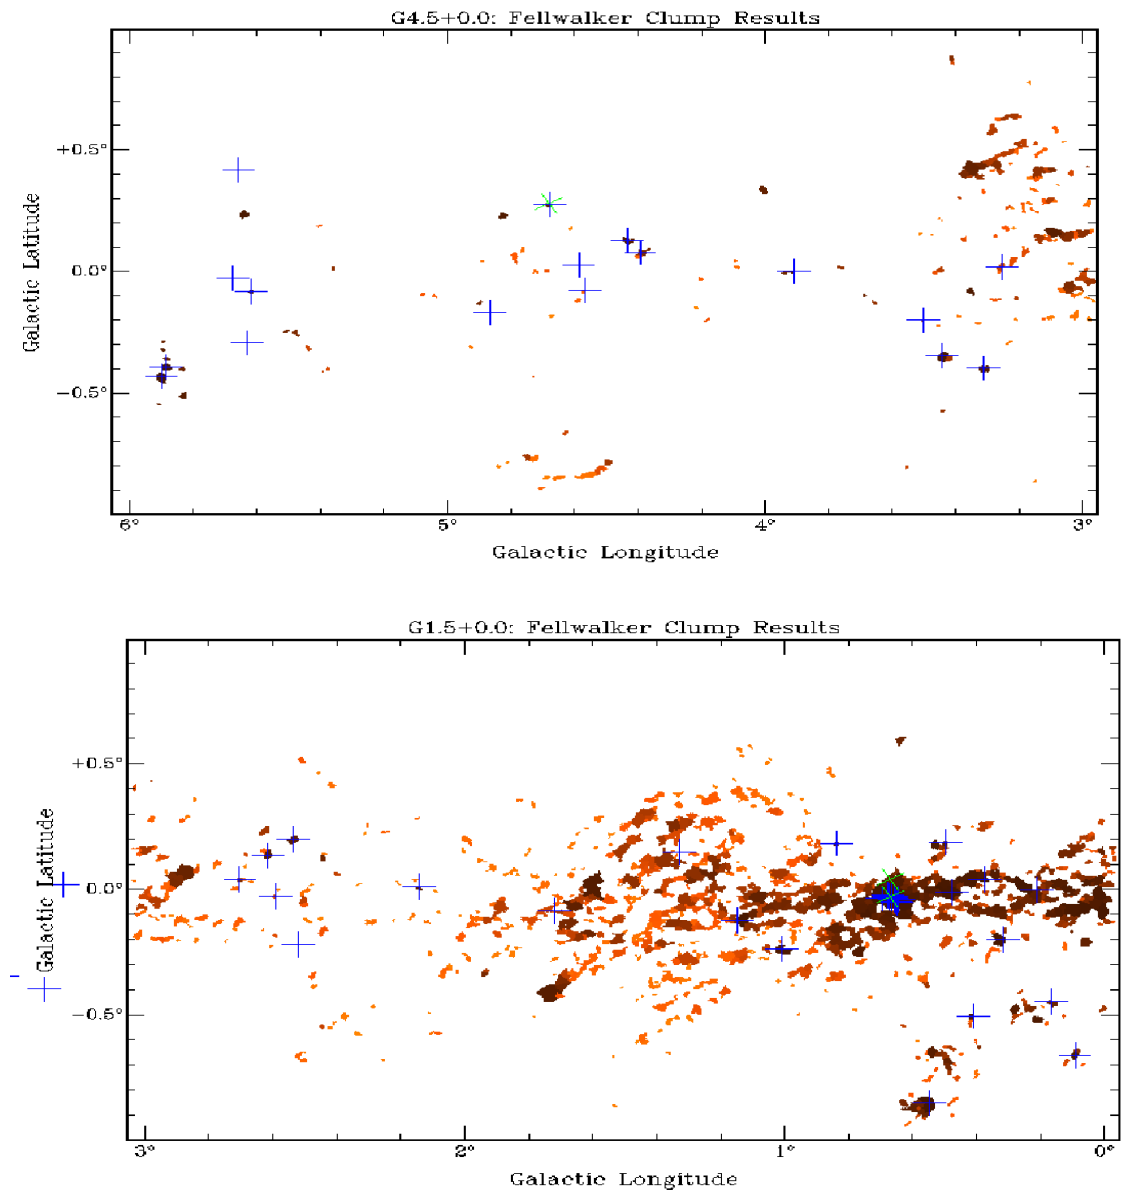 G4.5+0.0: Fellwalker Clump Results
+0.5°
0.0°
−0.5°
Galactic Latitude
6° 5° 4° 3°
Galactic Longitude
G1.5+0.0: Fellwalker Clump Results
+0.5°
0.0°
−0.5°
Galactic Latitude
Galactic Latitude
3° 2° 1° 0°
Galactic Longitude